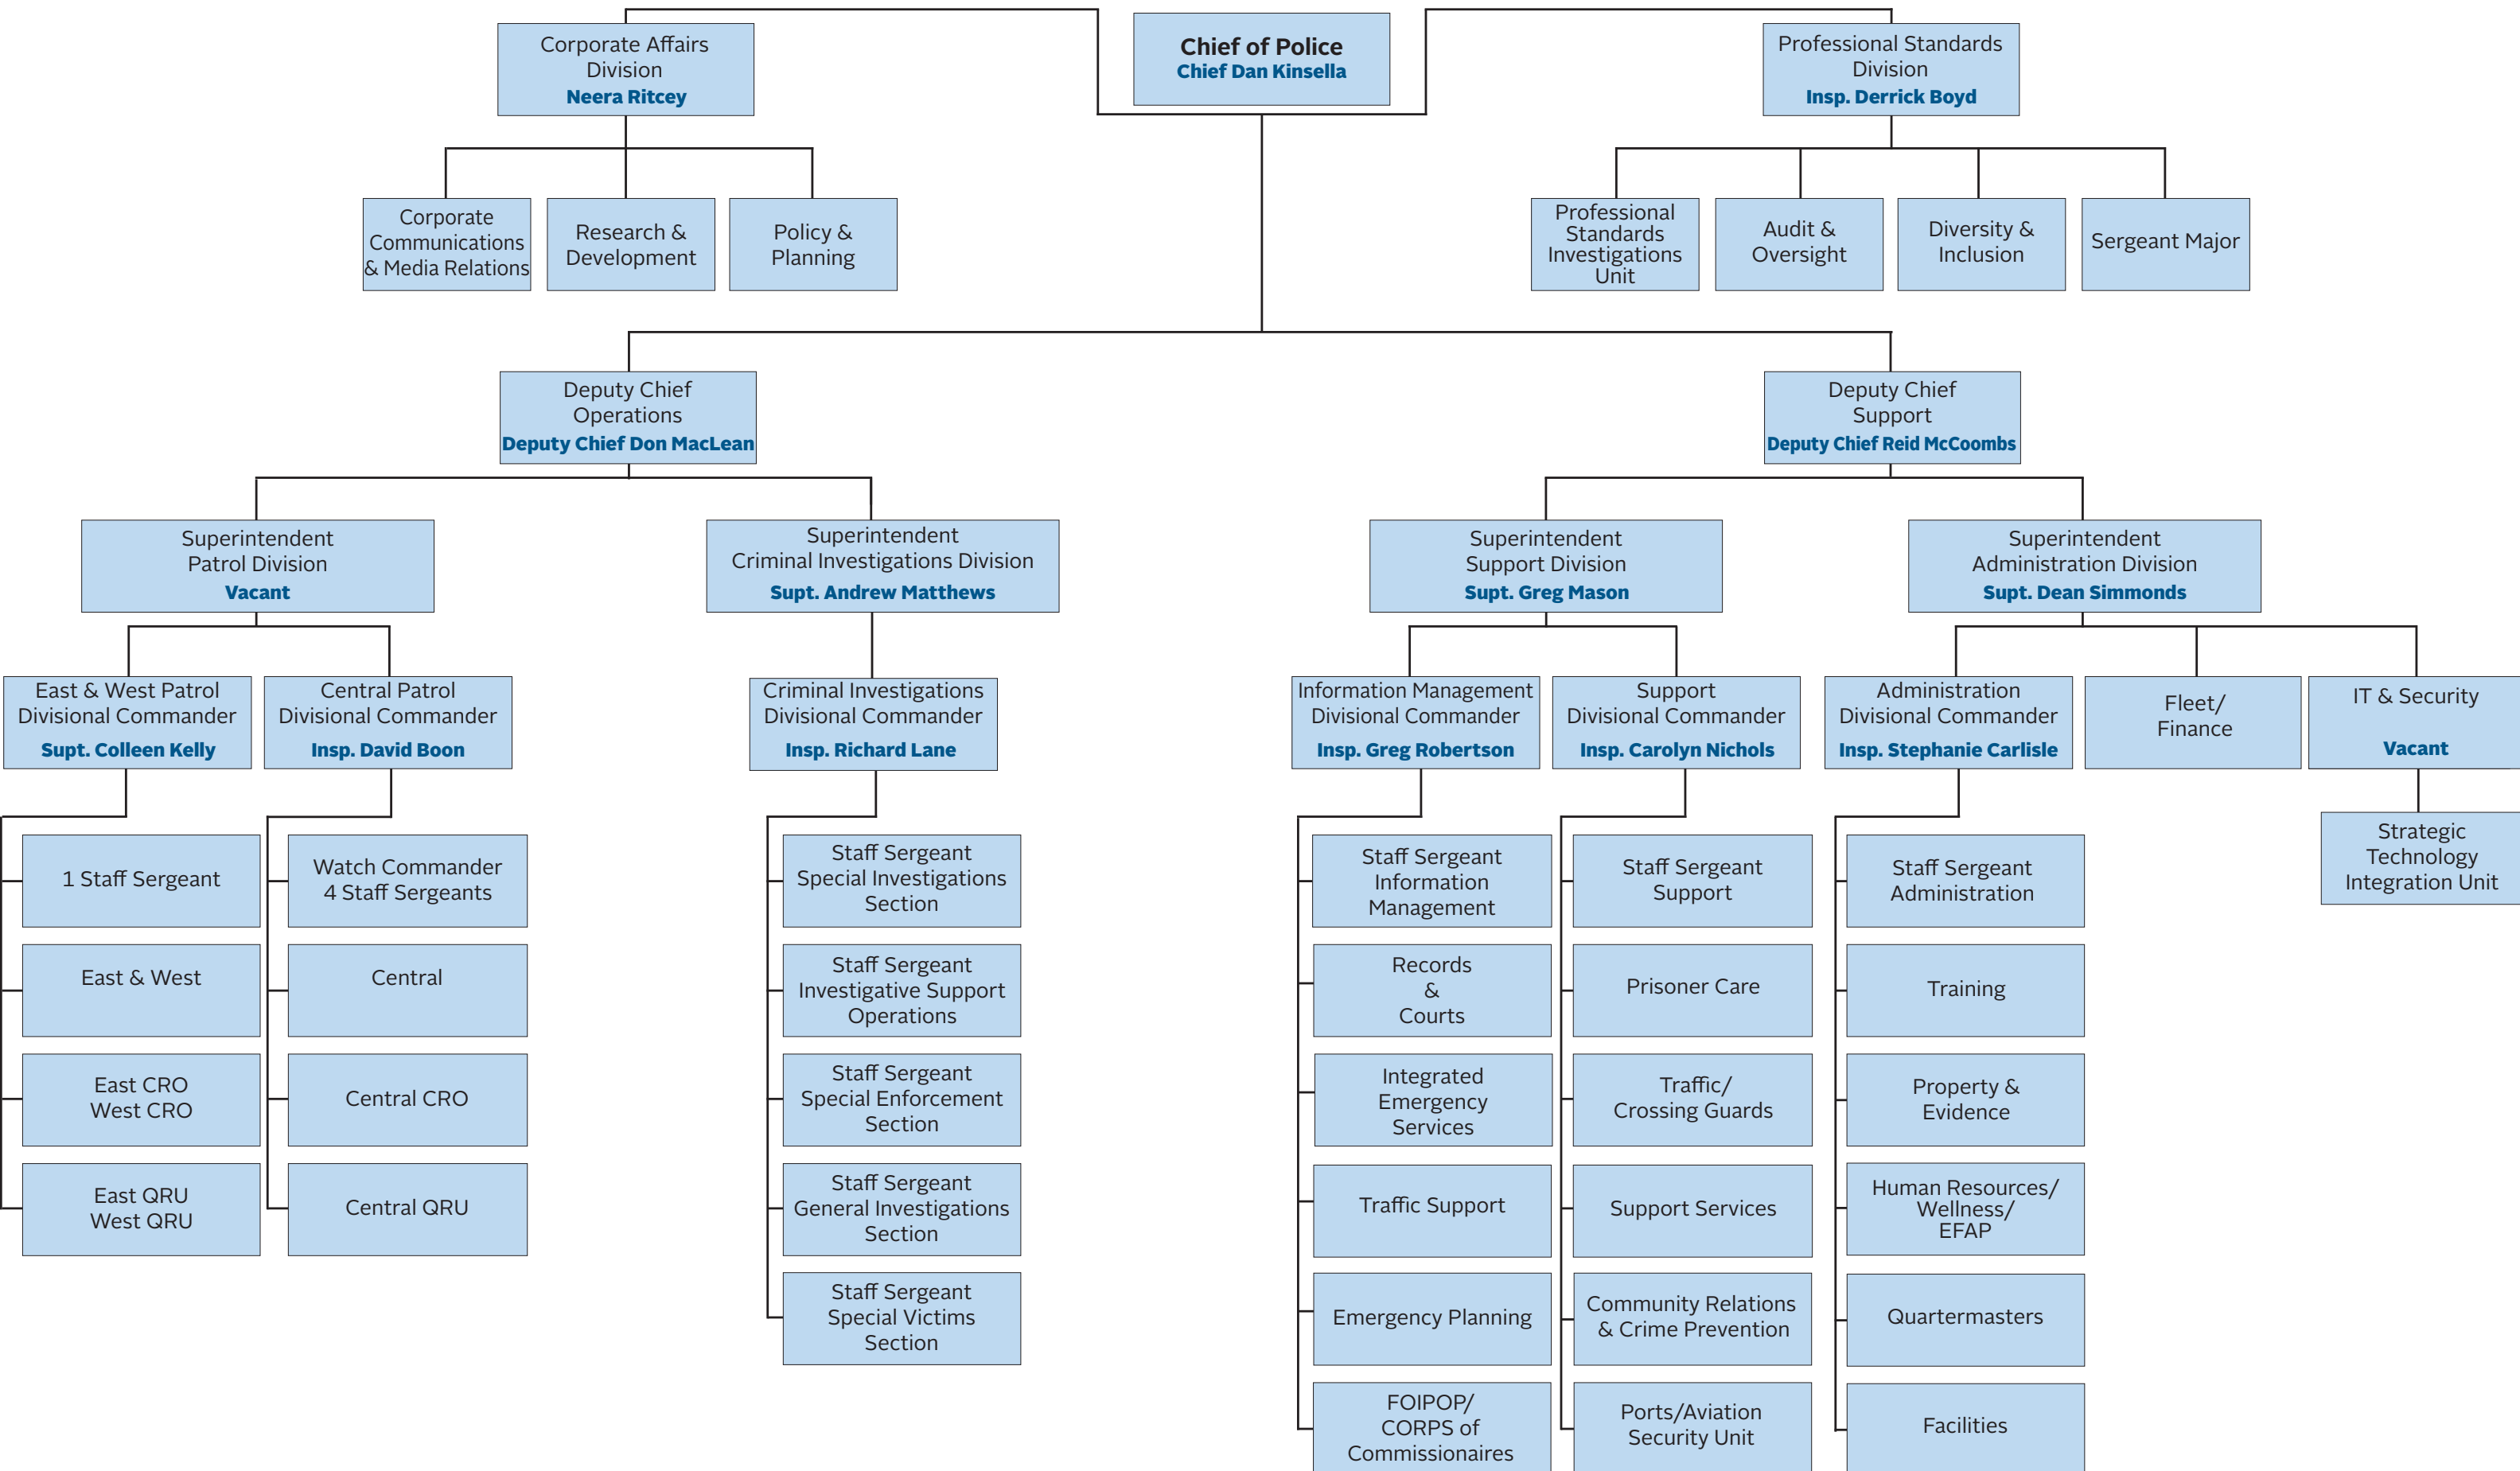 Corporate Affairs
Division
Neera Ritcey
Chief of Police
Chief Dan Kinsella
Professional Standards
Division
Insp. Derrick Boyd
Corporate
Communications
& Media Relations
Research &
Development
Policy &
Planning
Professional
Standards
Investigations
Unit
Audit &
Oversight
Diversity &
Inclusion
Sergeant Major
Deputy Chief
Operations
Deputy Chief Don MacLean
Deputy Chief
Support
Deputy Chief Reid McCoombs
Superintendent
Patrol Division
Vacant
Superintendent
Criminal Investigations Division
Supt. Andrew Matthews
Superintendent
Support Division
Supt. Greg Mason
Superintendent
Administration Division
Supt. Dean Simmonds
East & West Patrol
Divisional Commander
Supt. Colleen Kelly
Central Patrol
Divisional Commander
Insp. David Boon
Criminal Investigations
Divisional Commander
Insp. Richard Lane
Information Management
Divisional Commander
Insp. Greg Robertson
Support
Divisional Commander
Insp. Carolyn Nichols
Administration
Divisional Commander
Insp. Stephanie Carlisle
Fleet/
Finance
IT & Security
Vacant
1 Staff Sergeant
East & West
East CRO
West CRO
East QRU
West QRU
Watch Commander
4 Staff Sergeants
Central
Central CRO
Central QRU
Staff Sergeant
Special Investigations
Section
Staff Sergeant
Investigative Support
Operations
Staff Sergeant
Special Enforcement
Section
Staff Sergeant
General Investigations
Section
Staff Sergeant
Special Victims
Section
Staff Sergeant
Information
Management
Records
&
Courts
Integrated
Emergency
Services
Traffic Support
Emergency Planning
FOIPOP/
CORPS of
Commissionaires
Staff Sergeant
Support
Prisoner Care
Traffic/
Crossing Guards
Support Services
Community Relations
& Crime Prevention
Ports/Aviation
Security Unit
Staff Sergeant
Administration
Training
Property &
Evidence
Human Resources/
Wellness/
EFAP
Quartermasters
Facilities
Strategic
Technology
Integration Unit